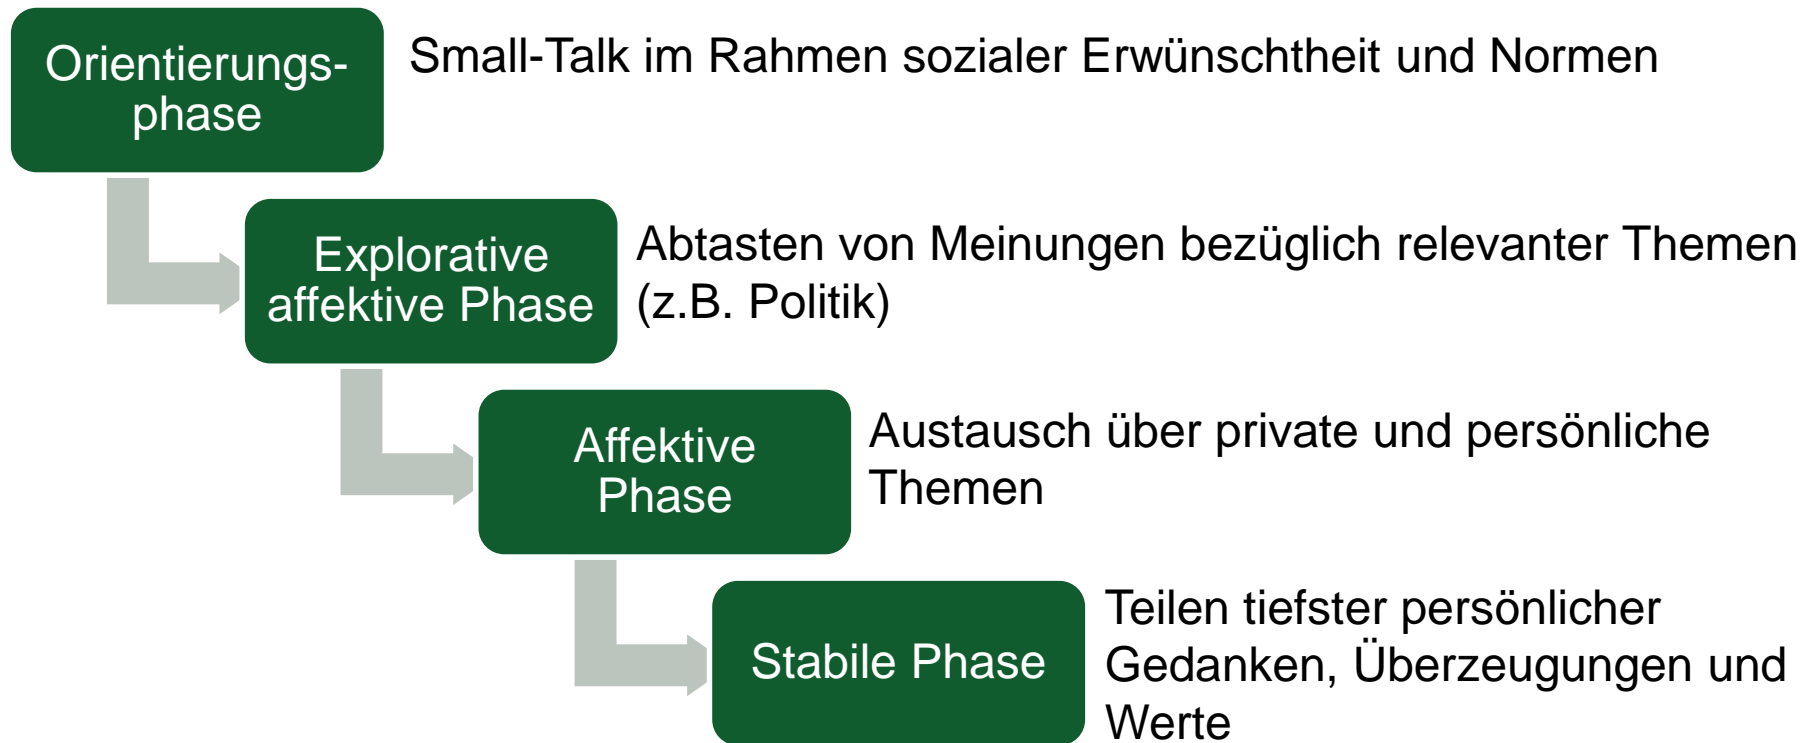 Orientierungs-
phase
Small-Talk im Rahmen sozialer Erwünschtheit und Normen
Explorative
affektive Phase
Abtasten von Meinungen bezüglich relevanter Themen
(z.B. Politik)
Affektive
Phase
Austausch über private und persönliche
Themen
Stabile Phase
Teilen tiefster persönlicher
Gedanken, Überzeugungen und
Werte